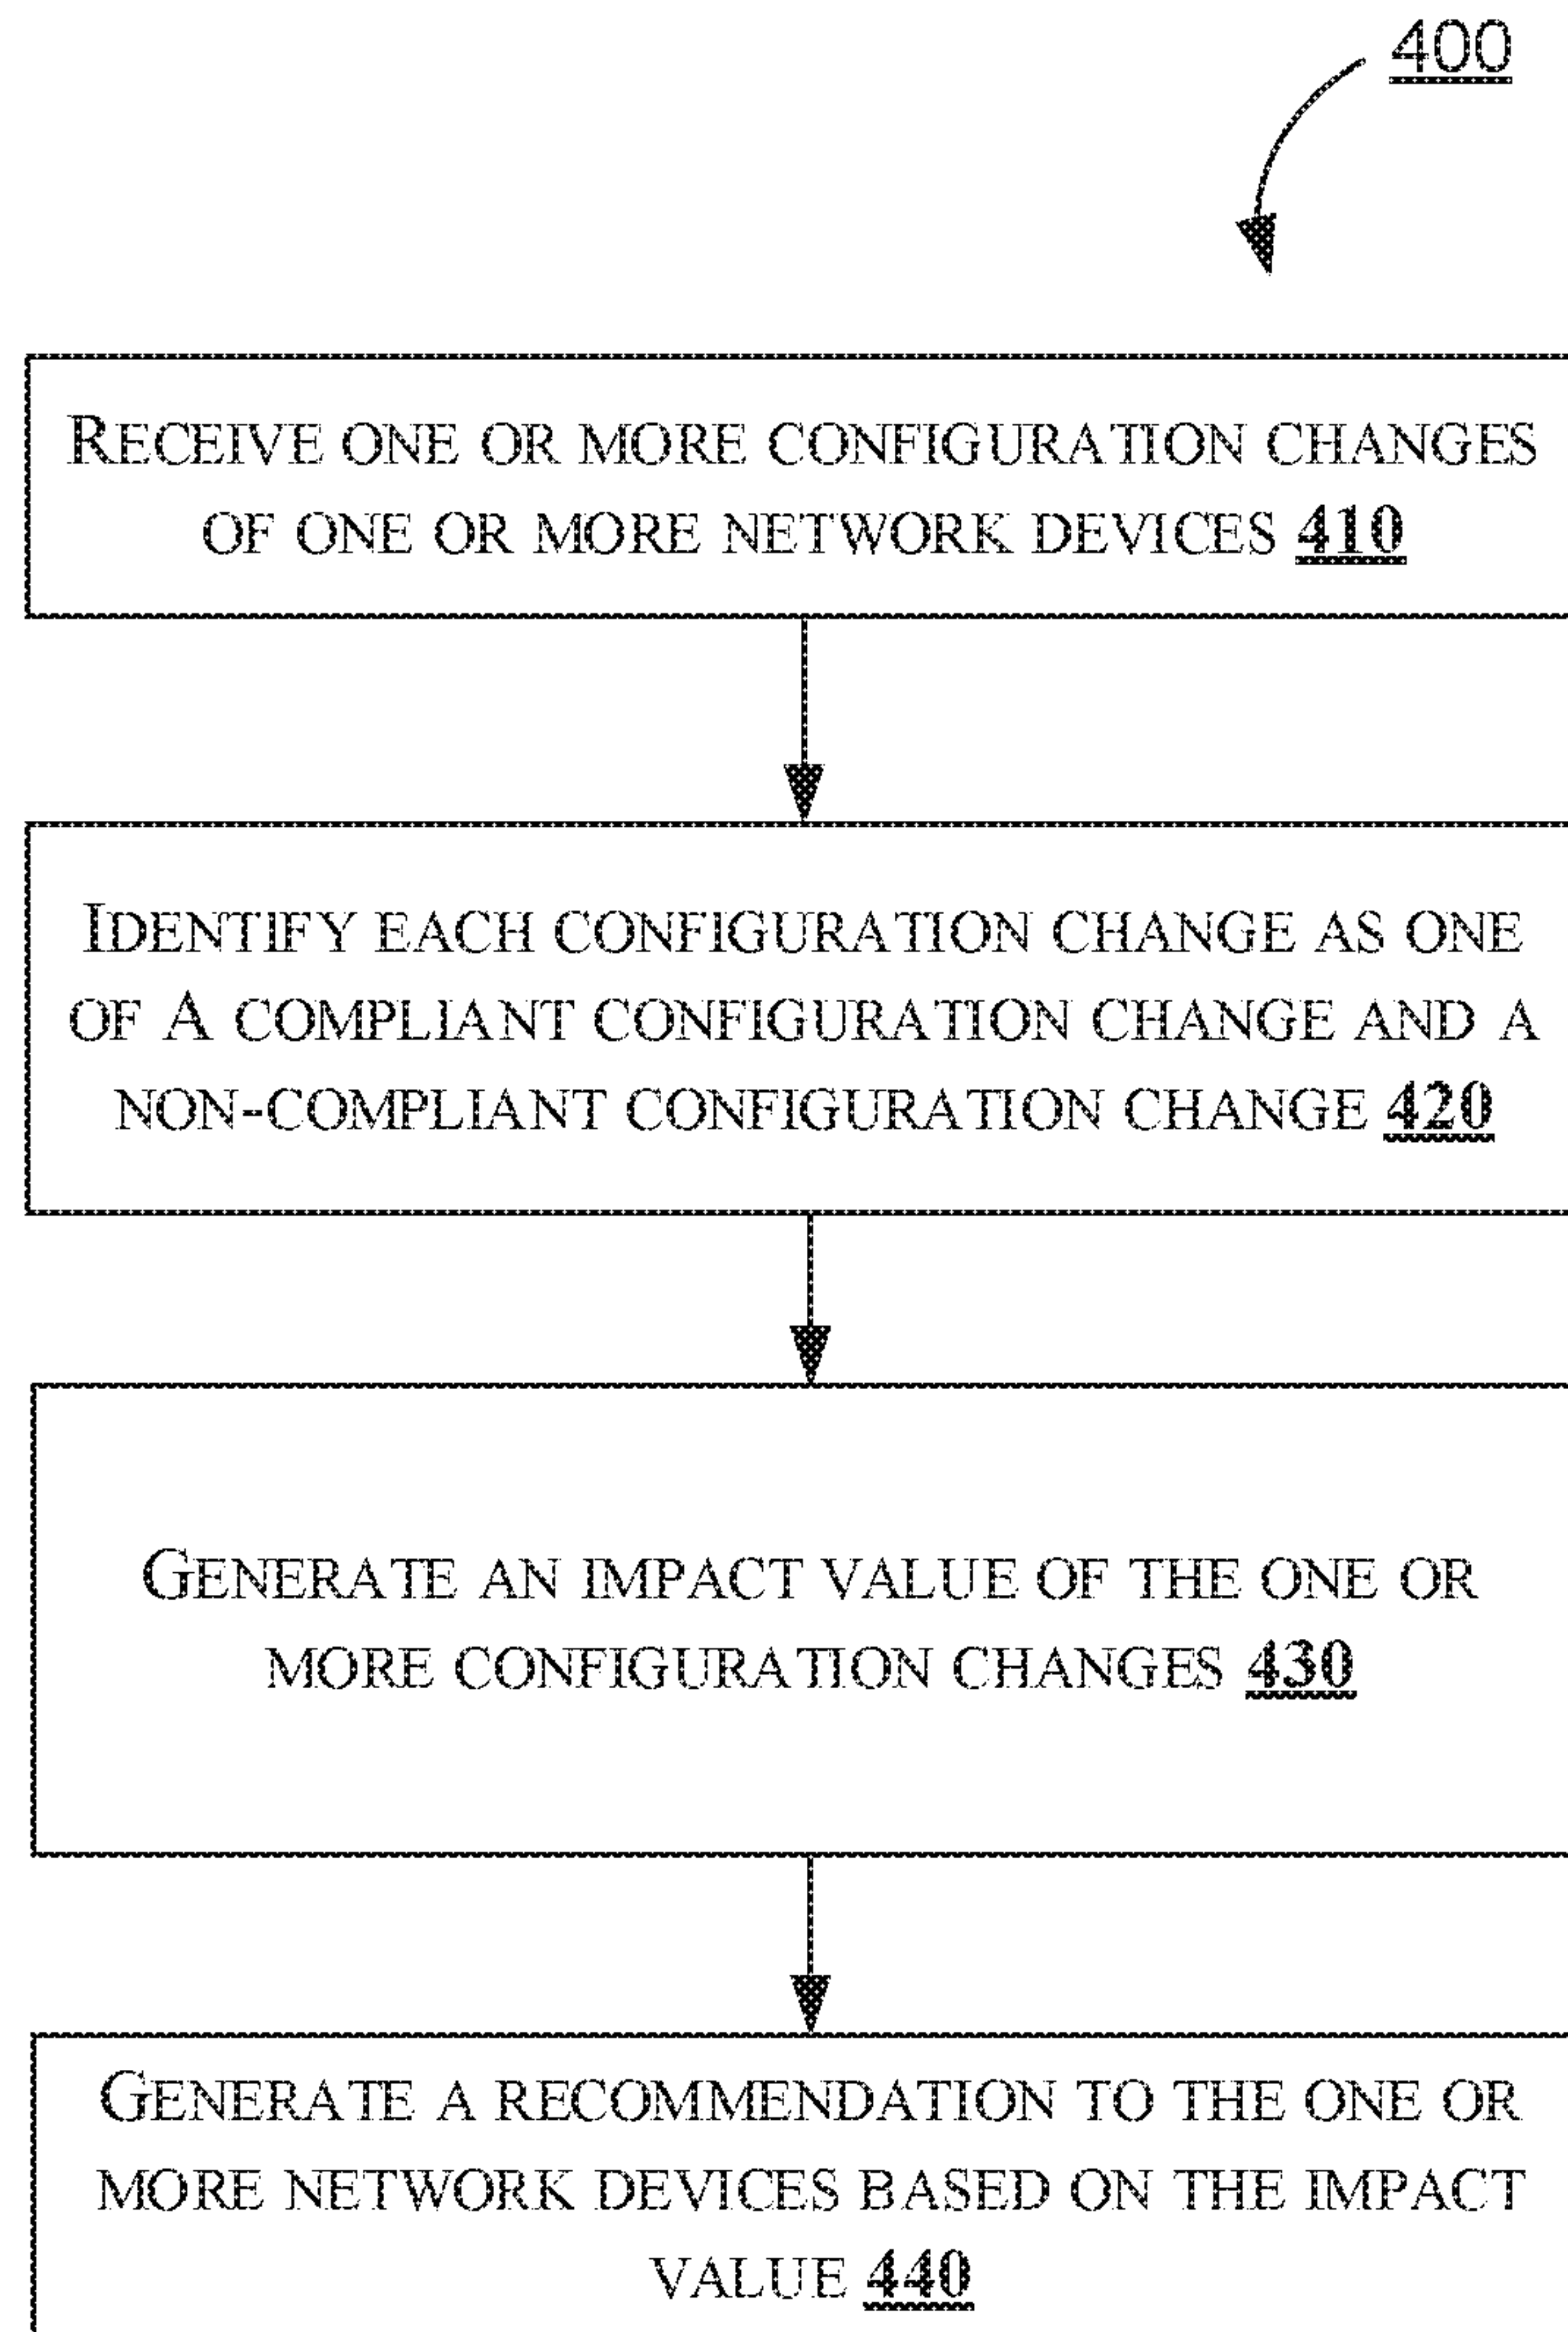 400
RECEIVE ONE OR MORE CONFIGURATION CHANGES
OF ONE OR MORE NETWORK DEVICES 410
IDENTIFY EACH CONFIGURATION CHANGE AS ONE
OF A COMPLIANT CONFIGURATION CHANGE AND A
NON-COMPLIANT CONFIGURATION CHANGE 420
GENERATE AN IMPACT VALUE OF THE ONE OR
MORE CONFIGURATION CHANGES 430
GENERATE A RECOMMENDATION TO THE ONE OR
MORE NETWORK DEVICES BASED ON THE IMPACT
VALUE 440